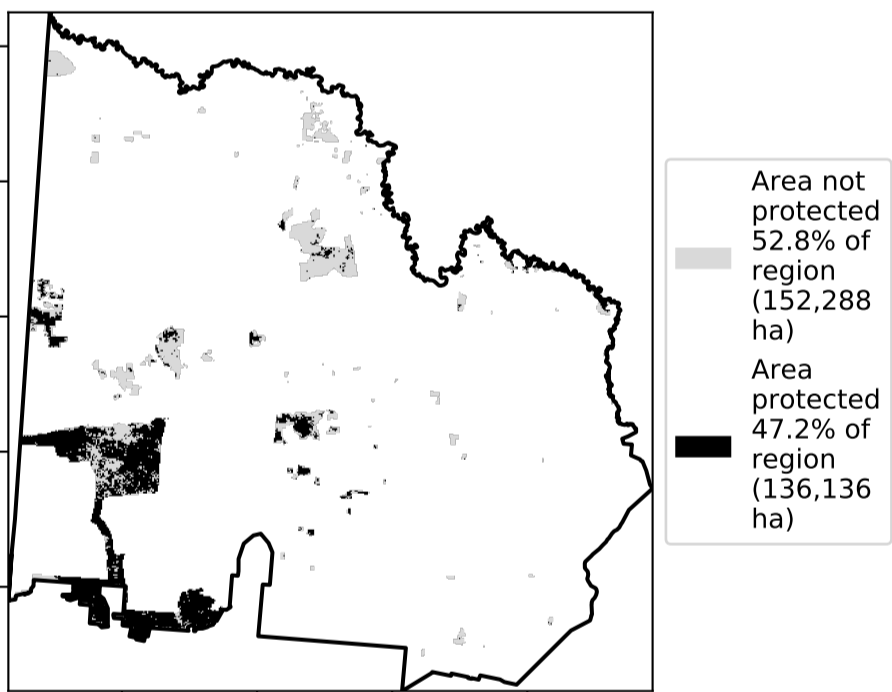 Area not
protected
52.8% of
region
(152,288
ha)
Area
protected
47.2% of
region
(136,136
ha)